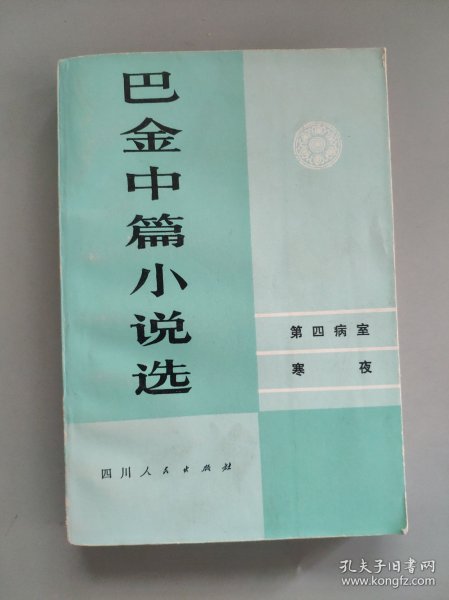 巴金中篇小说选
第四病室
寒夜
四川人民出版社
孔夫子旧书网
www.kongfz.com